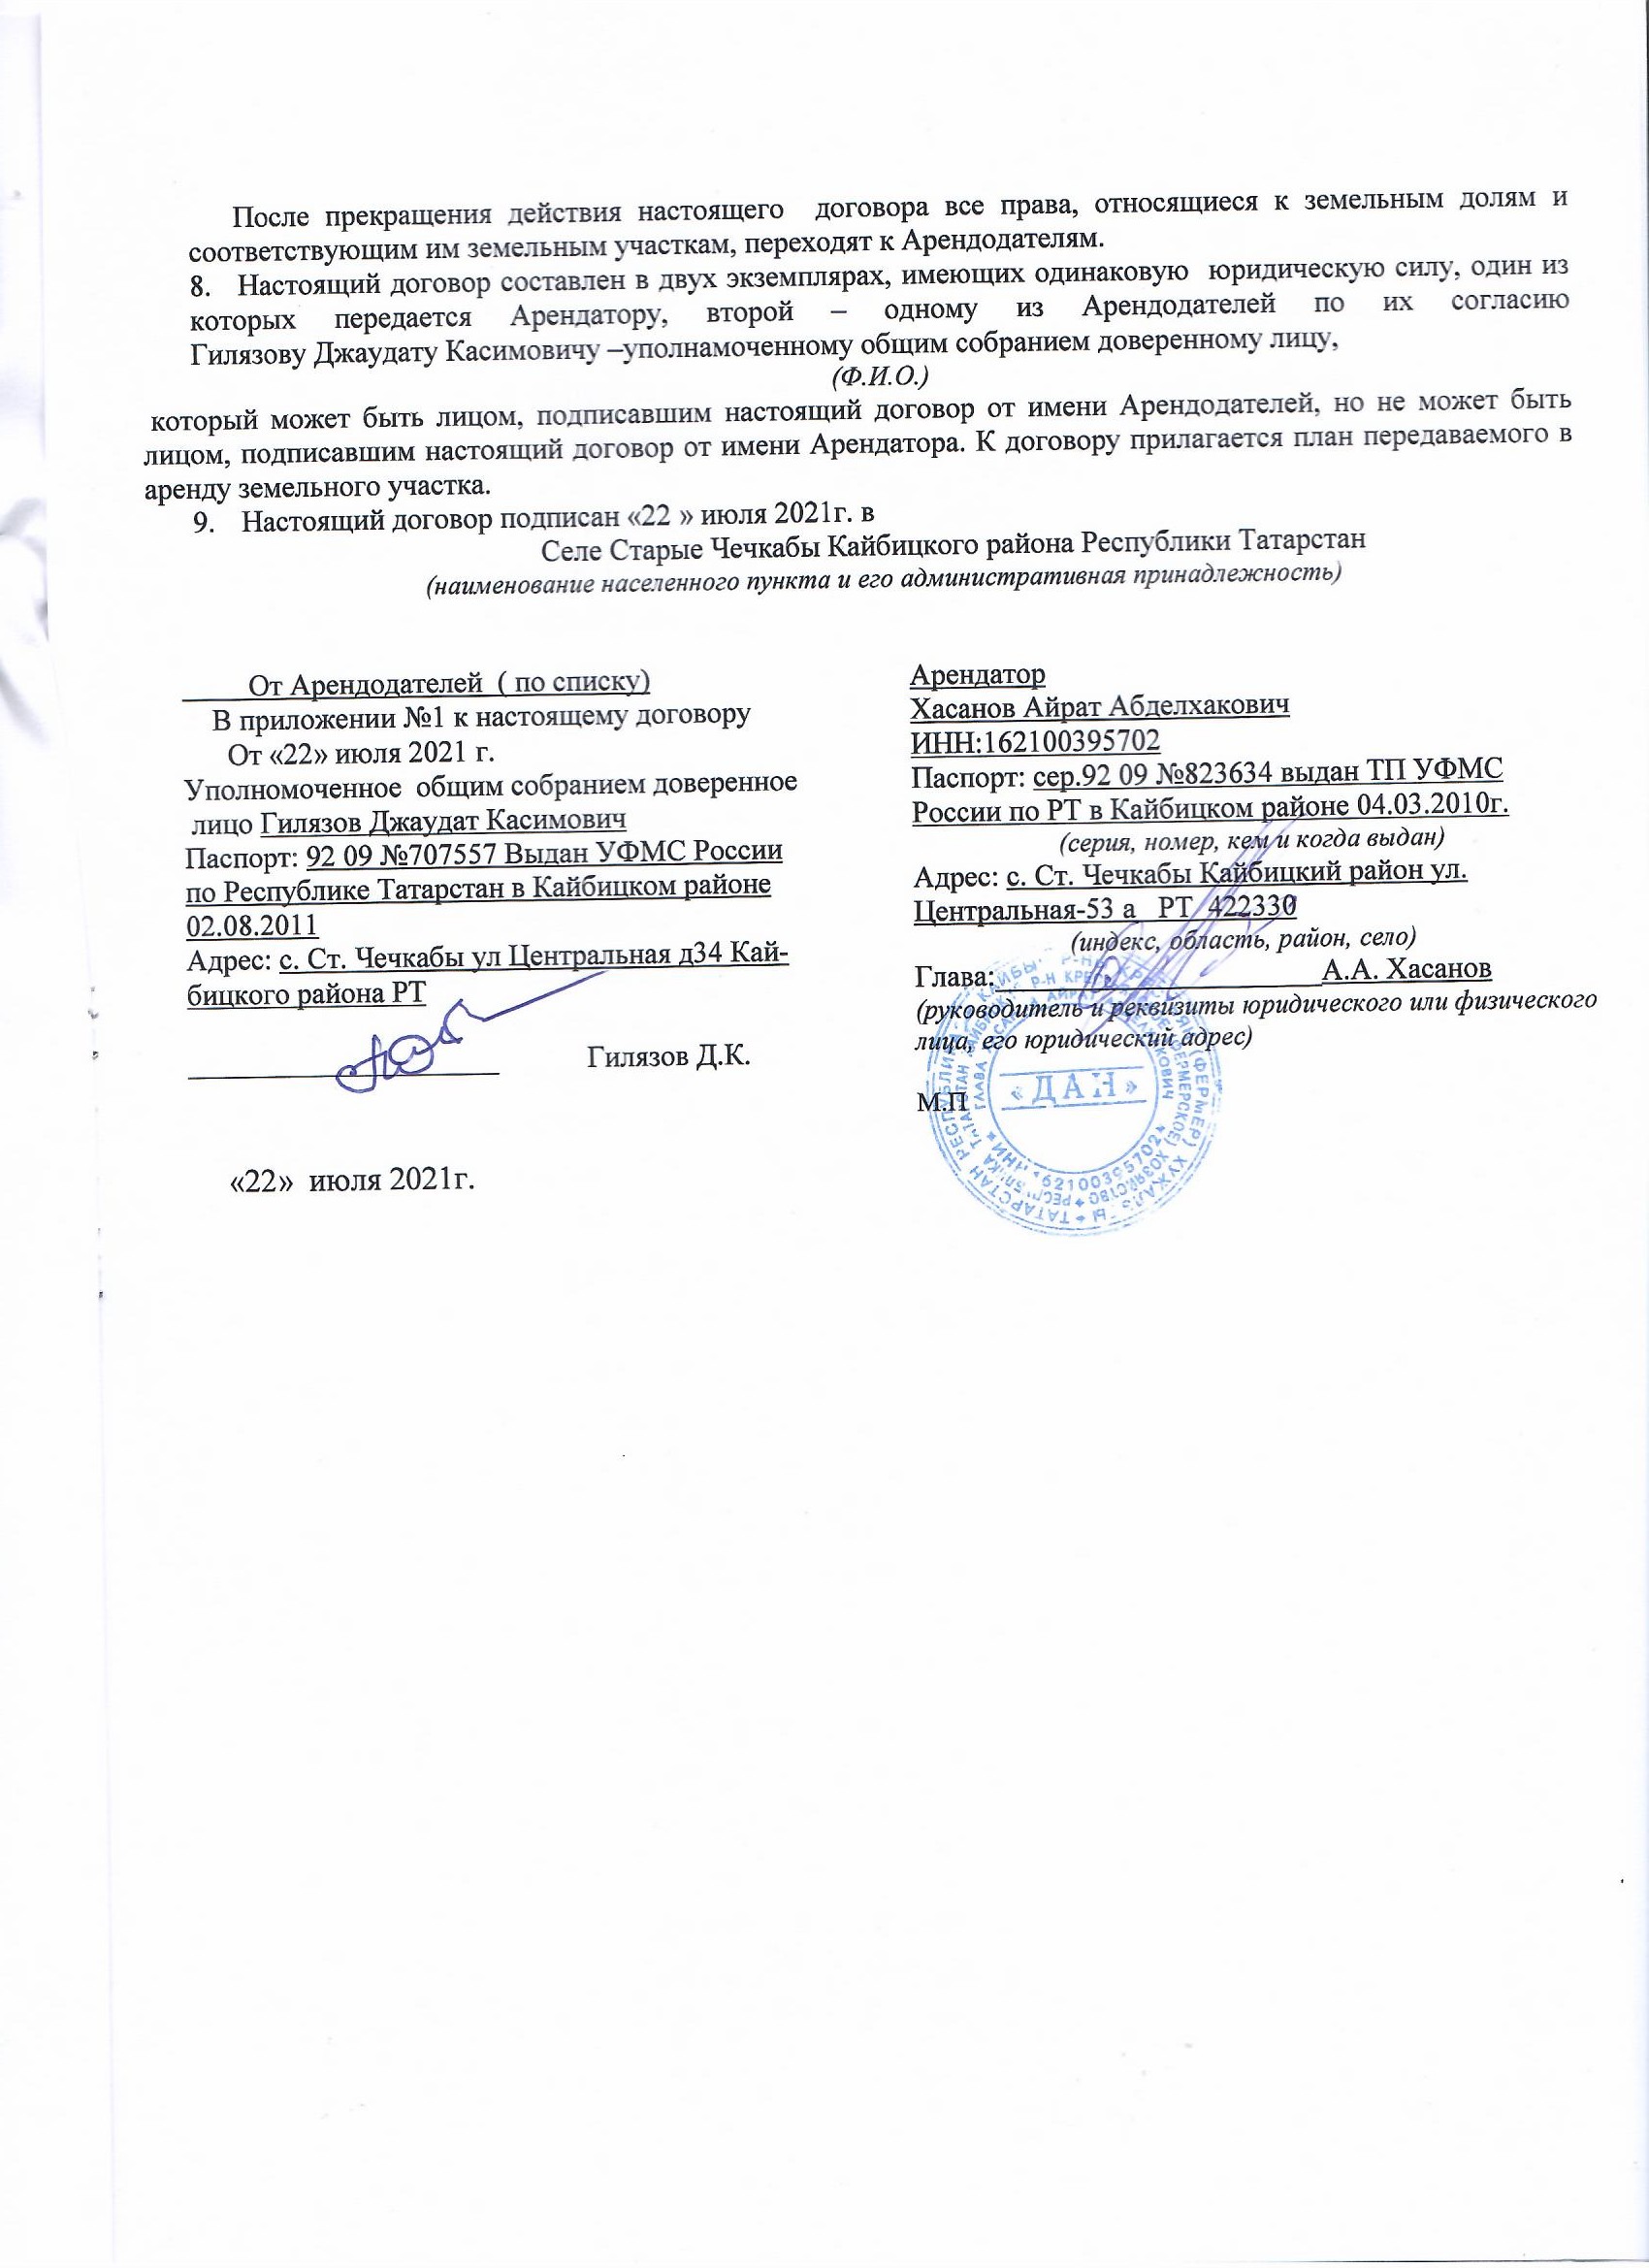 После прекращения действия настоящего договора все права, относящиеся к земельным долям и
соответствующим им земельным участкам, переходят к Арендодателям.
8. Настоящий договор составлен в двух экземплярах, имеющих одинаковую юридическую силу, один из
которых передается Арендатору, второй – одному из Арендодателей по их согласию
Гилязову Джаудату Касимовичу –уполнамоченному общим собранием доверенному лицу,
(Ф.И.О.)
который может быть лицом, подписавшим настоящий договор от имени Арендодателей, но не может быть
лицом, подписавшим настоящий договор от имени Арендатора. К договору прилагается план передаваемого в
аренду земельного участка.
9. Настоящий договор подписан «22 » июля 2021г. в
Селе Старые Чечкабы Кайбицкого района Республики Татарстан
(наименование населенного пункта и его административная принадлежность)
От Арендодателей ( по списку)
В приложении №1 к настоящему договору
От «22» июля 2021 г.
Уполномоченное общим собранием доверенное
лицо Гилязов Джаудат Касимович
Паспорт: 92 09 №707557 Выдан УФМС России
по Республике Татарстан в Кайбицком районе
02.08.2011
Адрес: с. Ст. Чечкабы ул Центральная д34 Кай-
бицкого района РТ
Гилязов Д.К.
«22» июля 2021г.
Арендатор
Хасанов Айрат Абделхакович
ИНН:162100395702
Паспорт: сер.92 09 №823634 выдан ТП УФМС
России по РТ в Кайбицком районе 04.03.2010г.
(серия, номер, кем и когда выдан)
Адрес: с. Ст. Чечкабы Кайбицкий район ул.
Центральная-53 а РТ 422330
(индекс, область, район, село)
Глава: А.А. Хасанов
(руководитель и реквизиты юридического или физического
лица, его юридический адрес)
М.П
« ДАН »